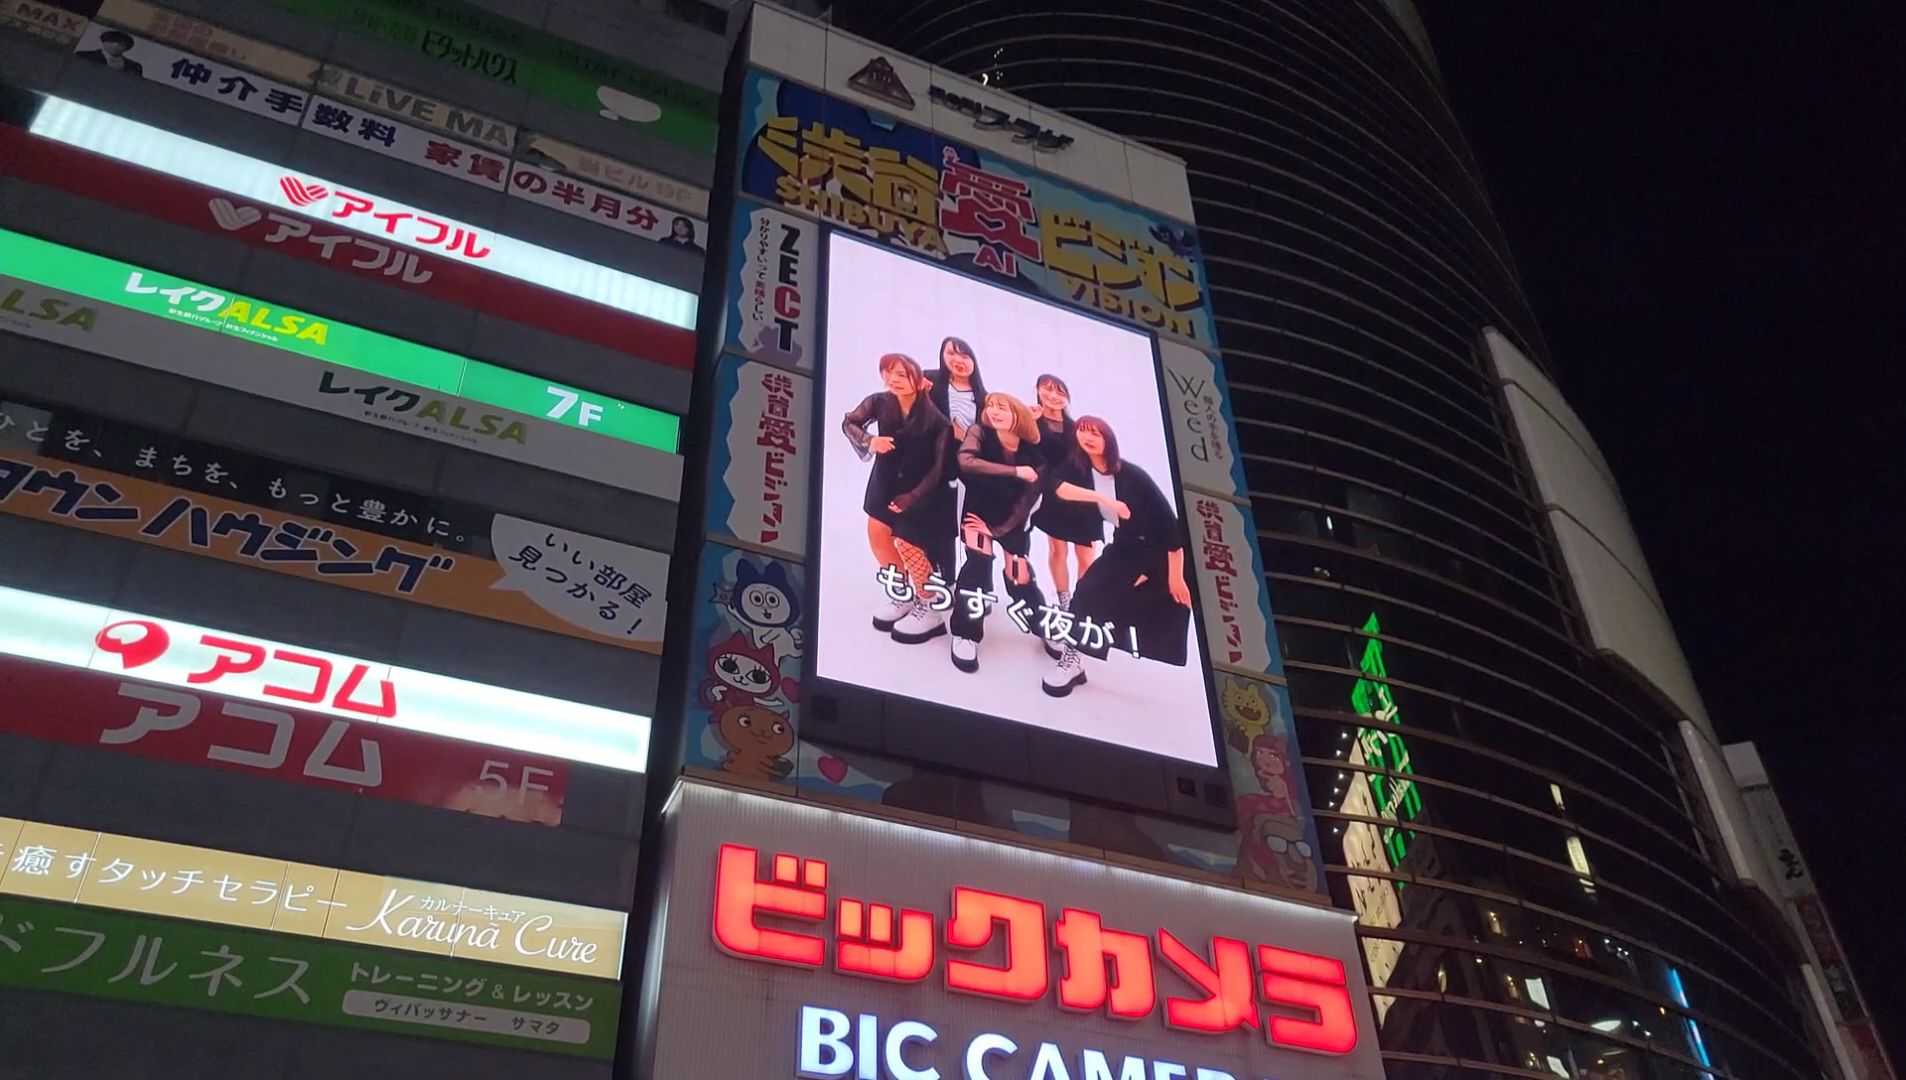 MAX
ピタットハウス
LiVE MA
仲介手数料 家賃の半月分
アイフル
アイフル
レイクALSA
7F
ALSA
レイクALSA
ひとを、まちを、もっと豊かに。
タウンハウジング
いい部屋
見つかる!
アコム
アコム
5F
癒すタッチセラピー
カルナーキュア
Karunā Cure
ドフルネス
トレーニング&レッスン
ヴィパッサナー サマタ
渋谷愛ビジョン
SHIBUYA AI VISION
ZECT
Weed
渋谷愛ビジョン
渋谷愛ビジョン
もうすぐ夜が!
ビックカメラ
BIC CAMER